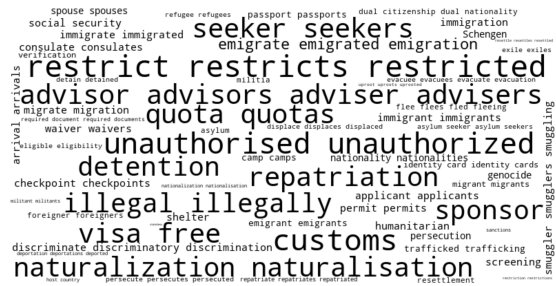 spouse spouses
refugee refugees
passport passports
dual citizenship dual nationality
social security
seeker seekers
immigration
immigrate immigrated
Schengen
consulate consulates
emigrate emigrated emigration
exile exiles
verification
restrict restricts restricted
detain detained
militia
evacuee evacuees evacuate evacuation
uproot uproots uprooted
advisor advisors adviser advisers
arrival arrivals
migrate migration
quota quotas
flee flees fled fleeing
required document required documents
immigrant immigrants
waiver waivers
asylum
displace displaces displaced
asylum seeker asylum seekers
eligible eligibility
unauthorised unauthorized
camp camps
nationality nationalities
detention
identity card identity cards
repatriation
genocide
checkpoint checkpoints
nationalization nationalisation
migrant migrants
smuggler smugglers smuggling
militant militants
illegal illegally
applicant applicants
permit permits
sponsor
foreigner foreigners
shelter
emigrant emigrants
humanitarian
visa free
customs
persecution
sanctions
discriminate discriminatory discrimination
trafficked trafficking
deportation deportations deported
naturalization naturalisation
screening
host country
persecute persecutes persecuted
repatriate repatriates repatriated
resettlement
restriction restrictions